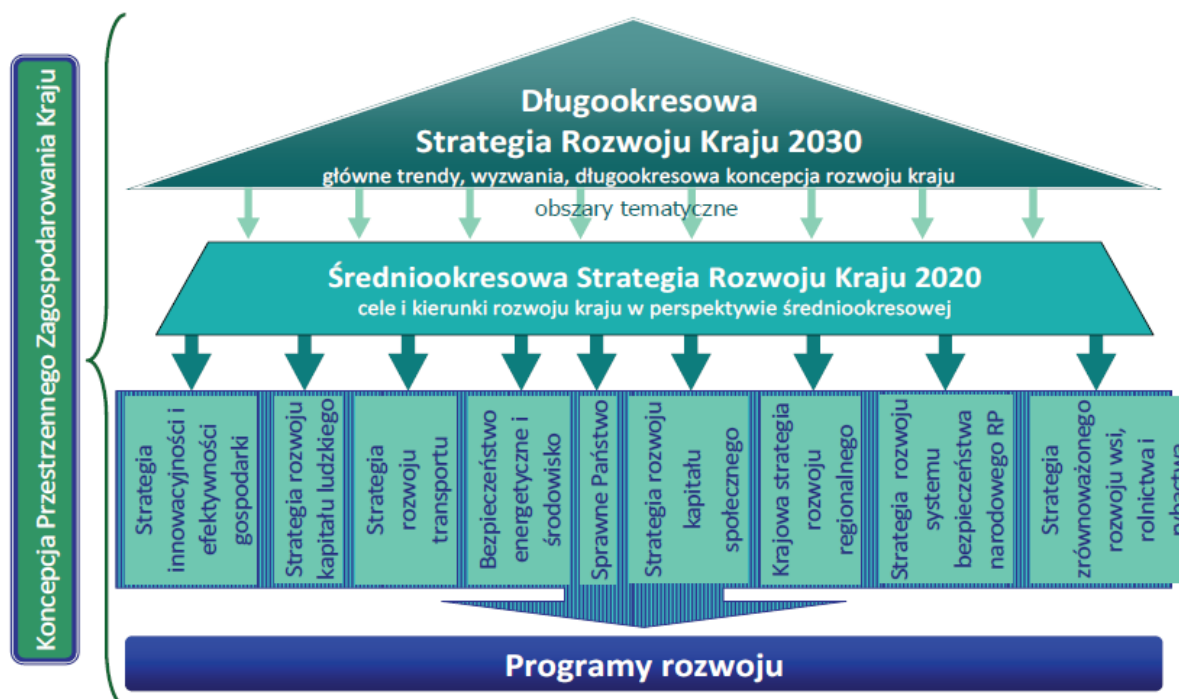 Koncepcja Przestrzennego Zagospodarowania Kraju
Długookresowa
Strategia Rozwoju Kraju 2030
główne trendy, wyzwania, długookresowa koncepcja rozwoju kraju
obszary tematyczne
Średniookresowa Strategia Rozwoju Kraju 2020
cele i kierunki rozwoju kraju w perspektywie średniookresowej
Strategia
innowacyjności i
efektywności
gospodarki
Strategia rozwoju
kapitału ludzkiego
Strategia
rozwoju
transportu
Bezpieczeństwo
energetyczne i
środowisko
Sprawne Państwo
Strategia rozwoju
kapitału
społecznego
Krajowa strategia
rozwoju
regionalnego
Strategia rozwoju
systemu
bezpieczeństwa
narodowego RP
Strategia
zrównoważonego
rozwoju wsi,
rolnictwa i
Programy rozwoju